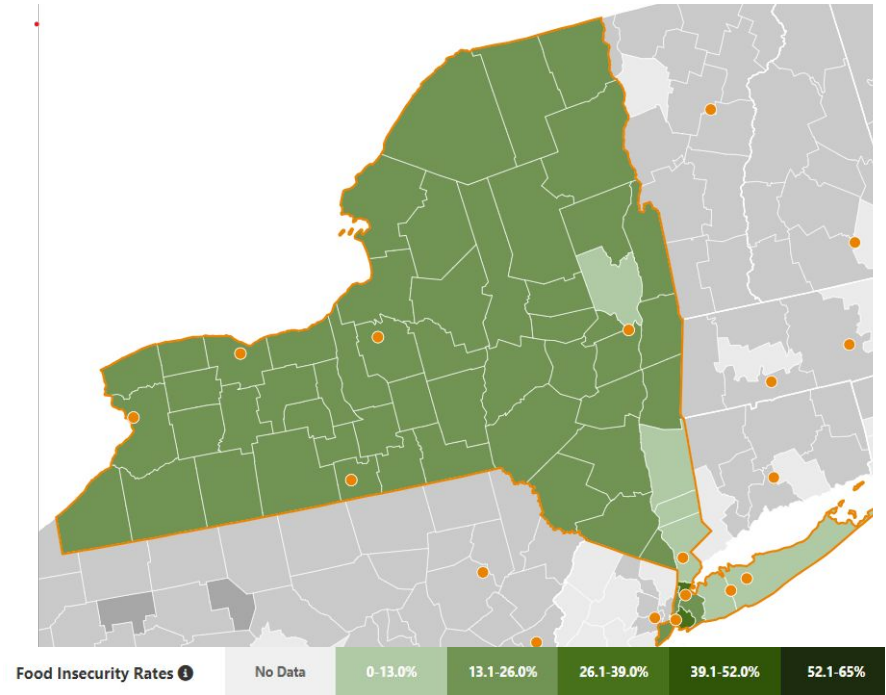 Food Insecurity Rates
No Data
0-13.0%
13.1-26.0%
26.1-39.0%
39.1-52.0%
52.1-65%